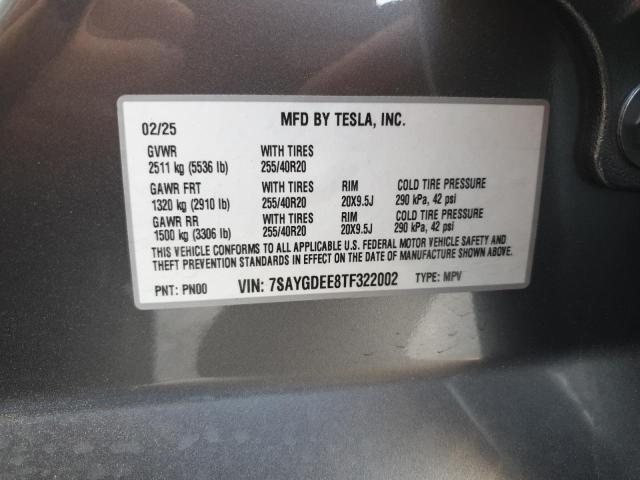 MFD BY TESLA, INC.
02/25
GVWR WITH TIRES
2511 kg (5536 lb) 255/40R20
GAWR FRT WITH TIRES RIM COLD TIRE PRESSURE
1320 kg (2910 lb) 255/40R20 20X9.5J 290 kPa, 42 psi
GAWR RR WITH TIRES RIM COLD TIRE PRESSURE
1500 kg (3306 lb) 255/40R20 20X9.5J 290 kPa, 42 psi
THIS VEHICLE CONFORMS TO ALL APPLICABLE U.S. FEDERAL MOTOR VEHICLE SAFETY AND
THEFT PREVENTION STANDARDS IN EFFECT ON THE DATE OF MANUFACTURE SHOWN ABOVE.
PNT: PN00 VIN: 7SAYGDEE8TF322002 TYPE: MPV